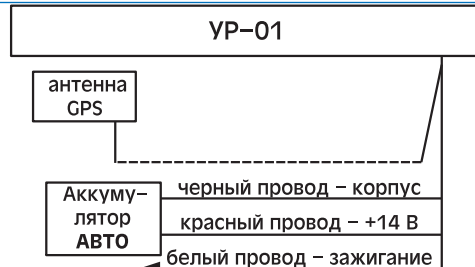 УР–01
антенна
GPS
черный провод – корпус
Аккуму–
лятор
АВТО
красный провод – +14 В
белый провод – зажигание